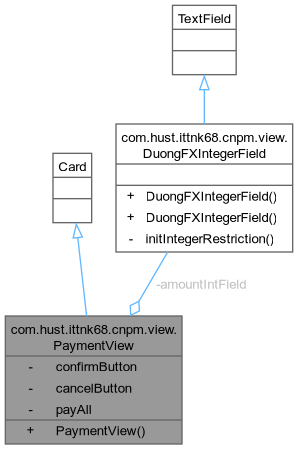 TextField
com.hust.ittnk68.cnpm.view.
DuongFXIntegerField
+ DuongFXIntegerField()
+ DuongFXIntegerField()
- initIntegerRestriction()
Card
-amountIntField
com.hust.ittnk68.cnpm.view.
PaymentView
- confirmButton
- cancelButton
- payAll
+ PaymentView()